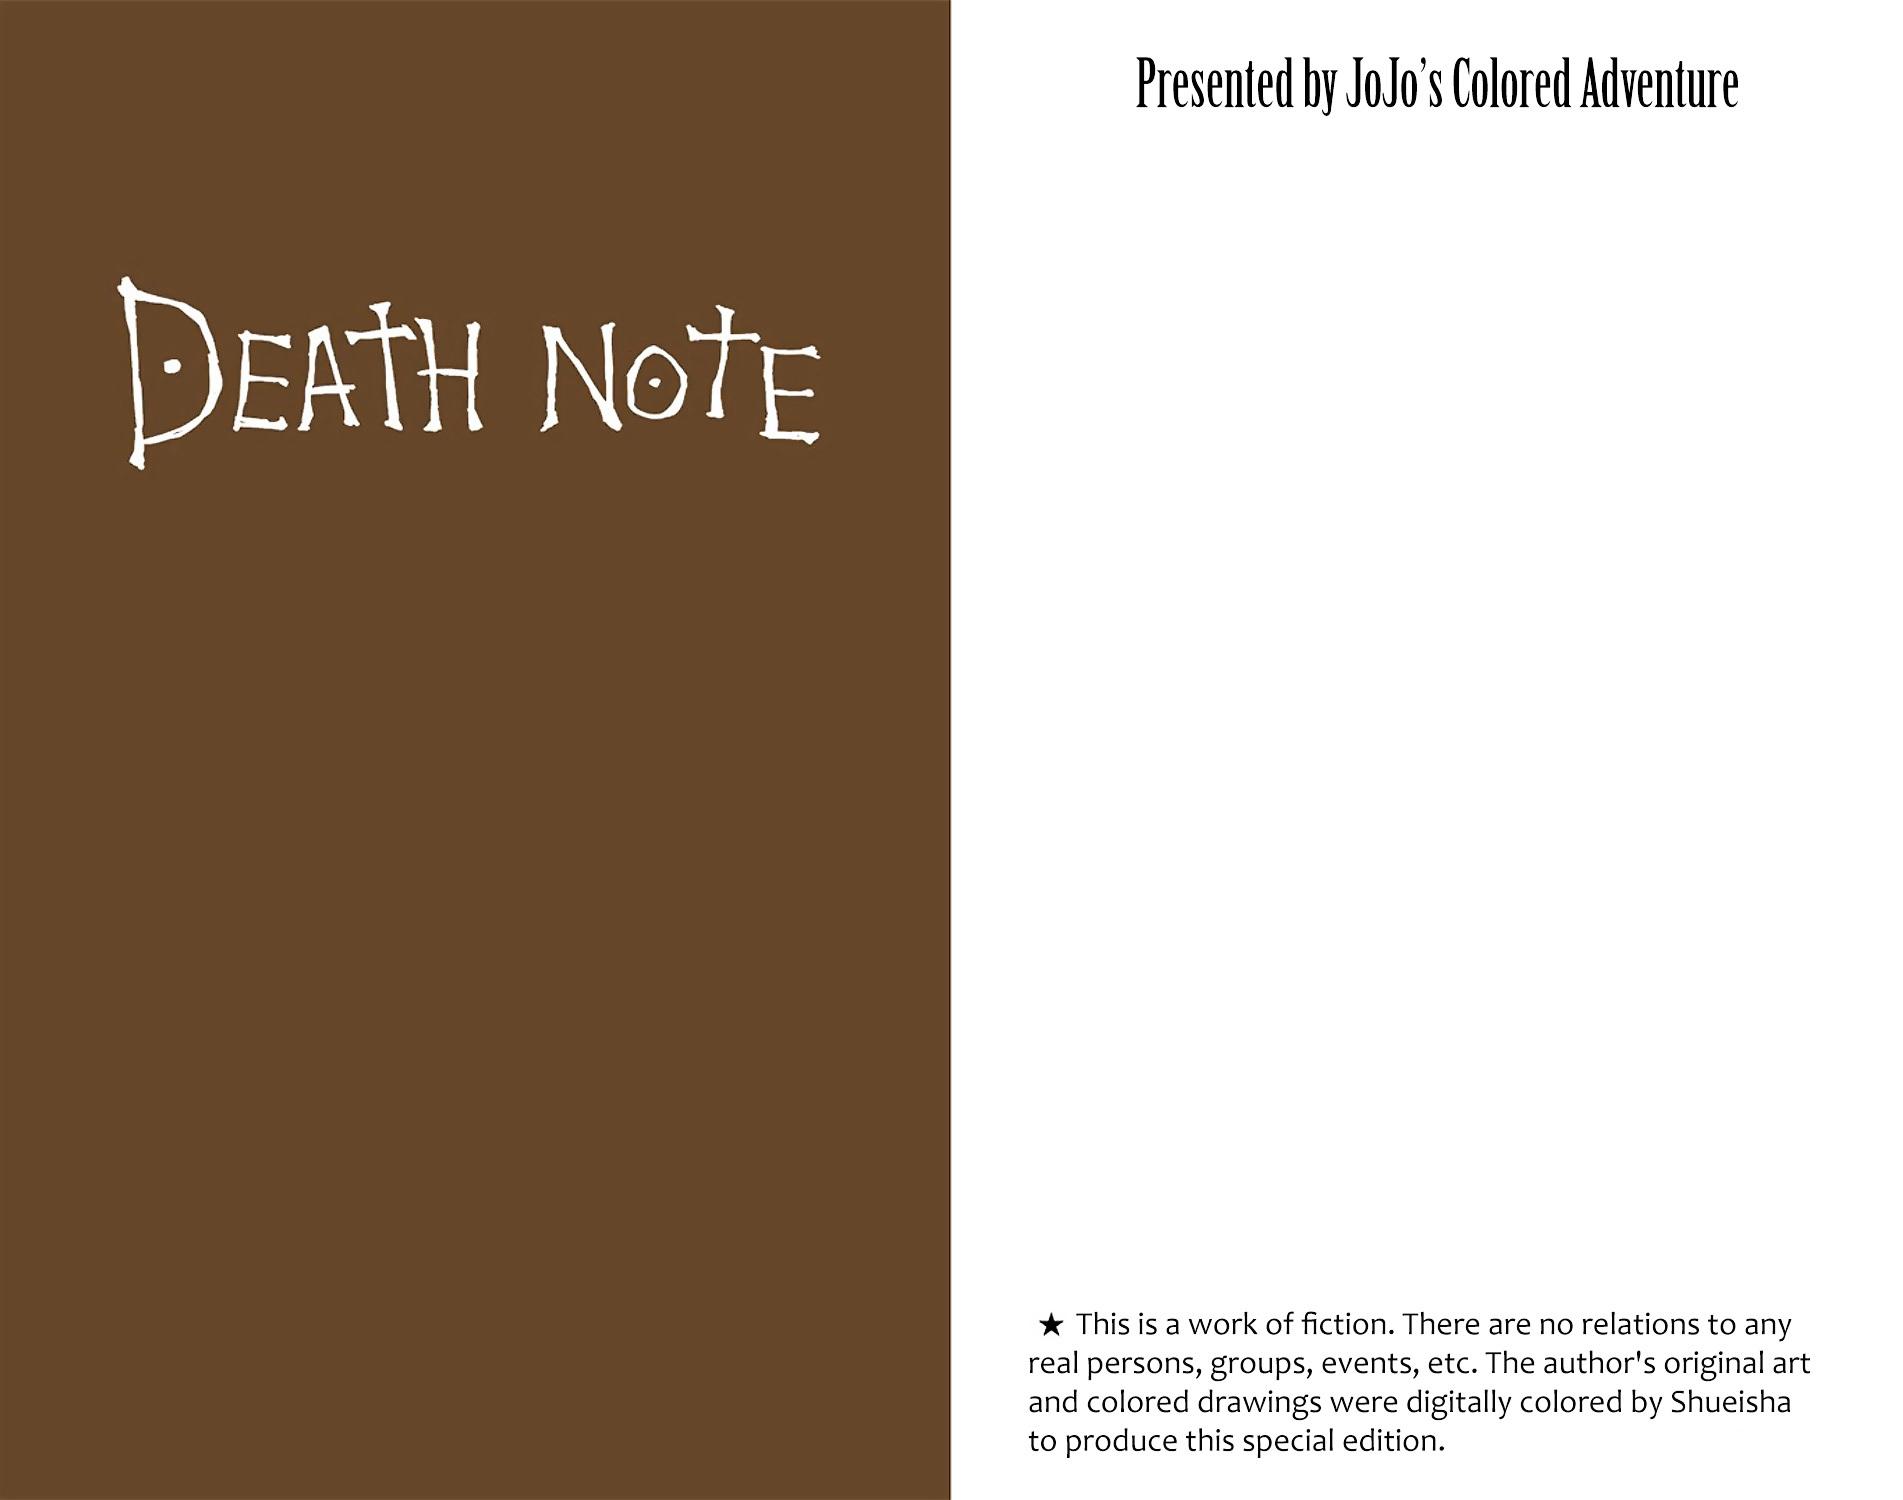 DEATH NOTE
Presented by JoJo's Colored Adventure
★ This is a work of fiction. There are no relations to any
real persons, groups, events, etc. The author's original art
and colored drawings were digitally colored by Shueisha
to produce this special edition.